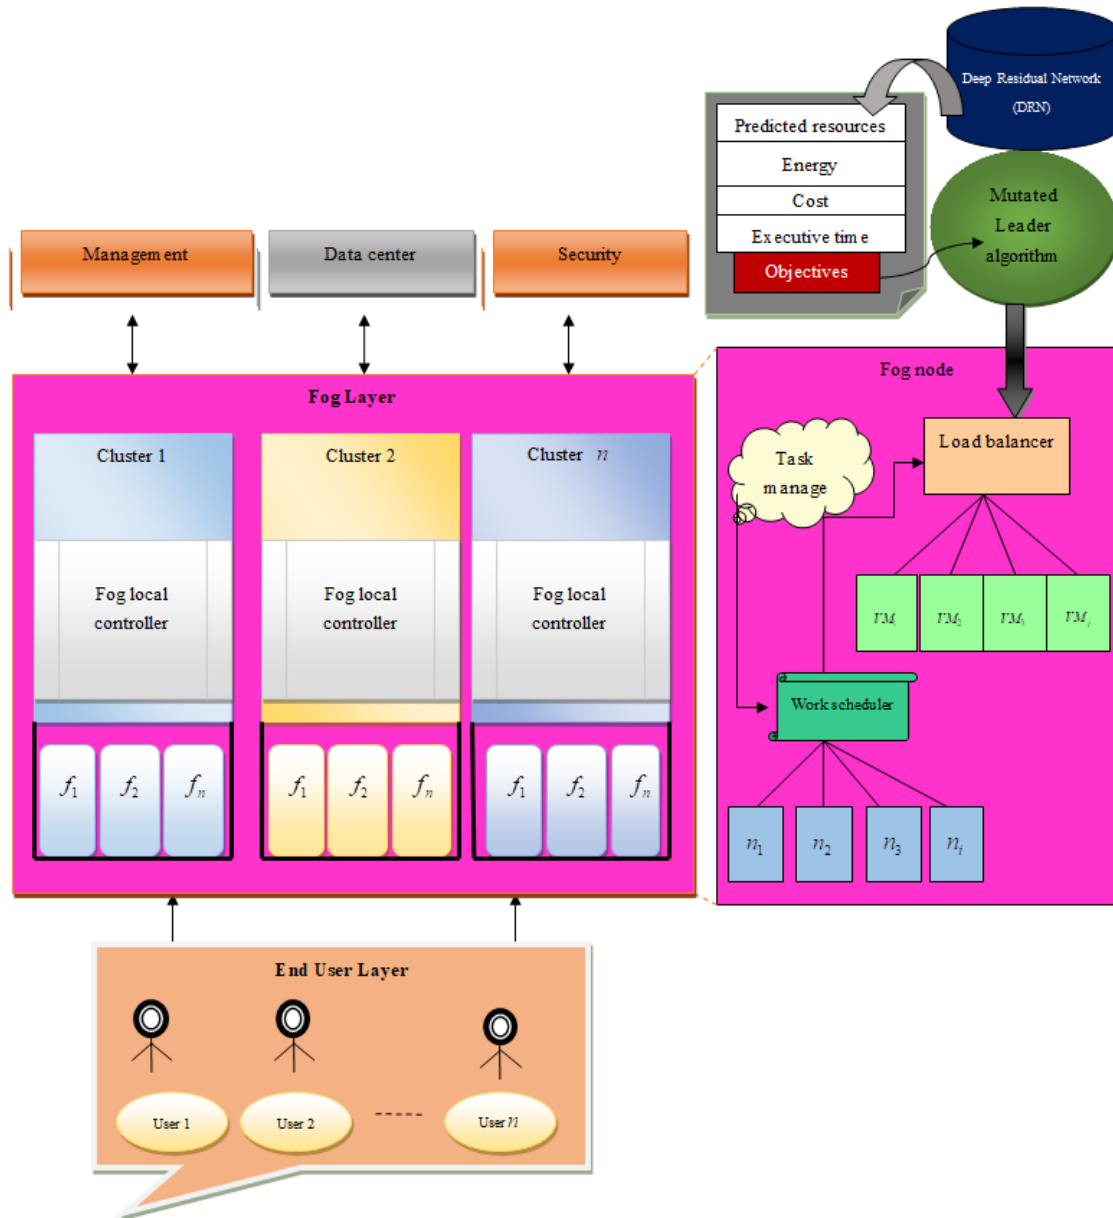 Deep Residual Network
(DRN)
Predicted resources
Energy
Cost
Executive time
Objectives
Mutated
Leader
algorithm
Management
Data center
Security
Fog Layer
Cluster 1
Cluster 2
Cluster n
Fog local
controller
Fog local
controller
Fog local
controller
f1
f2
fn
f1
f2
fn
f1
f2
fn
Fog node
Load balancer
Task
manage
VM2
VM3
Work scheduler
n1
n2
n3
ni
End User Layer
User 1
User 2
-----
User n